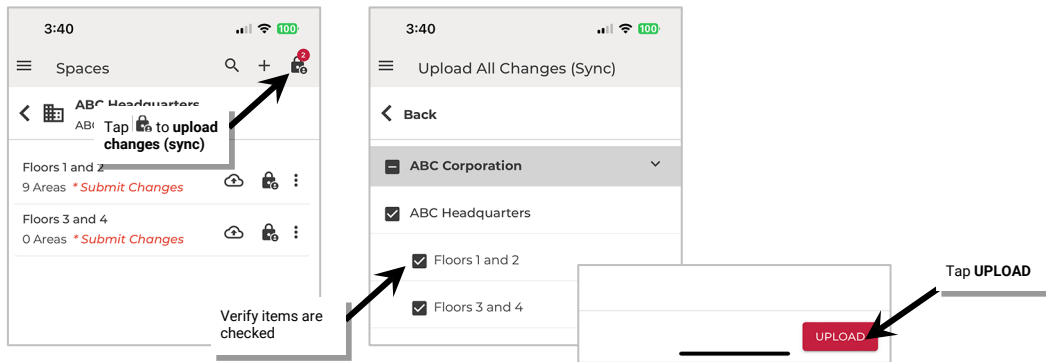 3:40
100
Spaces
2
ABC Headquarters
ABC
Tap to upload
changes (sync)
Floors 1 and 2
9 Areas * Submit Changes
Floors 3 and 4
0 Areas * Submit Changes
Verify items are
checked
3:40
100
Upload All Changes (Sync)
Back
ABC Corporation
ABC Headquarters
Floors 1 and 2
Floors 3 and 4
UPLOAD
Tap UPLOAD